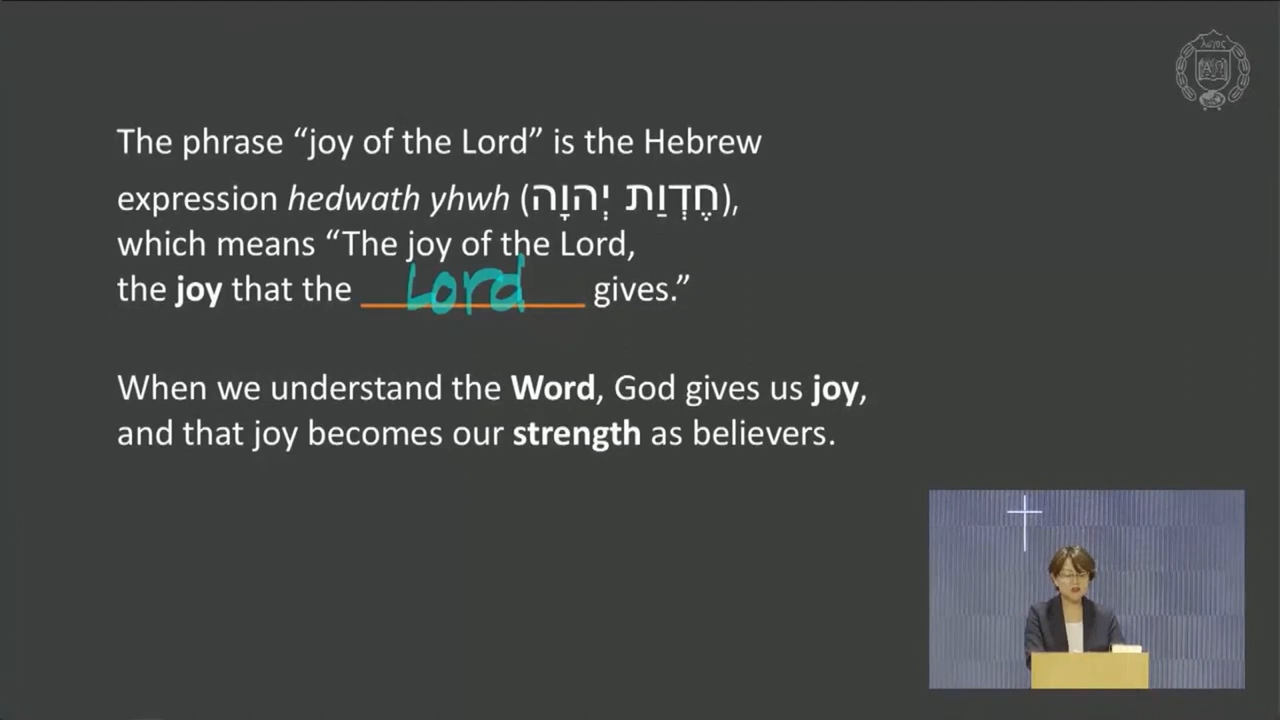 The phrase “joy of the Lord” is the Hebrew
expression hedwath yhwh (חֶדְוַת יְהוָה),
which means “The joy of the Lord,
the joy that the Lord gives.”
When we understand the Word, God gives us joy,
and that joy becomes our strength as believers.
λόγος